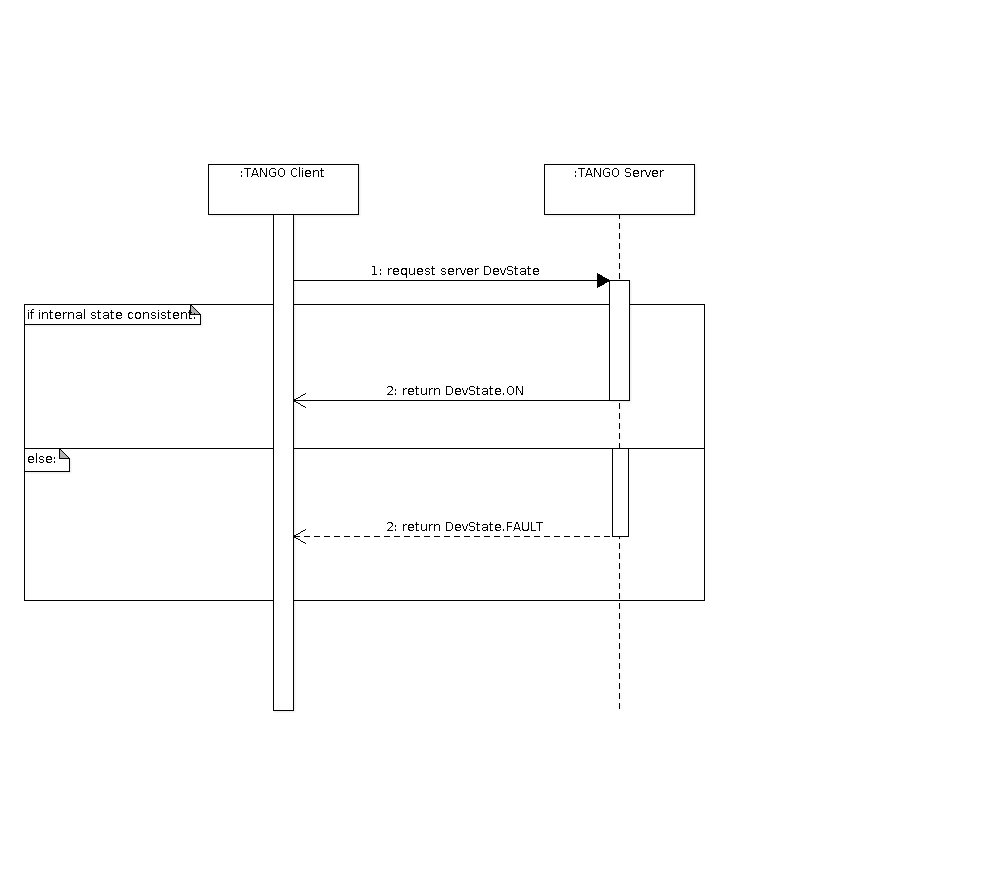 :TANGO Client
:TANGO Server
1: request server DevState
if internal state consistent:
2: return DevState.ON
else:
2: return DevState.FAULT